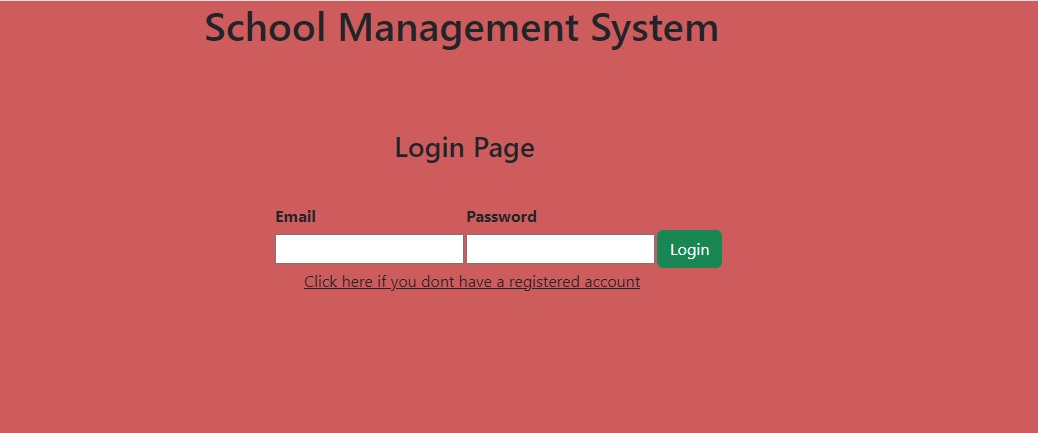 School Management System
Login Page
Email Password
Login
Click here if you dont have a registered account